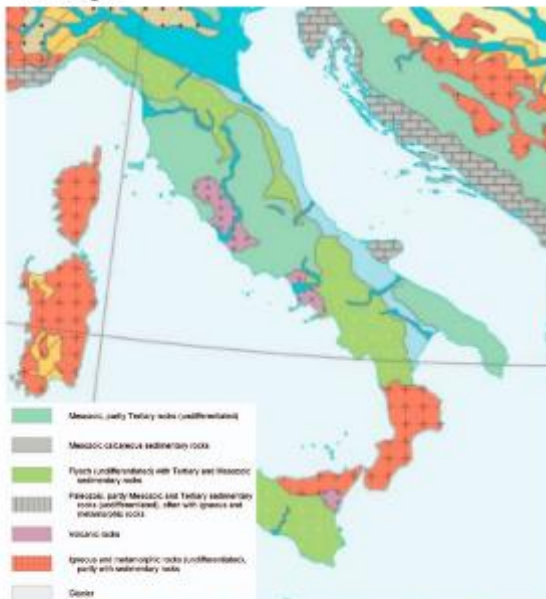 Mesozoic, partly Tertiary rocks (undifferentiated)
Mesozoic calcareous sedimentary rocks
Flysch (undifferentiated) with Tertiary and Mesozoic
sedimentary rocks
Paleozoic, partly Mesozoic and Tertiary sedimentary
rocks (undifferentiated), often with igneous and
metamorphic rocks
Volcanic rocks
Igneous and metamorphic rocks (undifferentiated),
partly with sedimentary rocks
Glacier